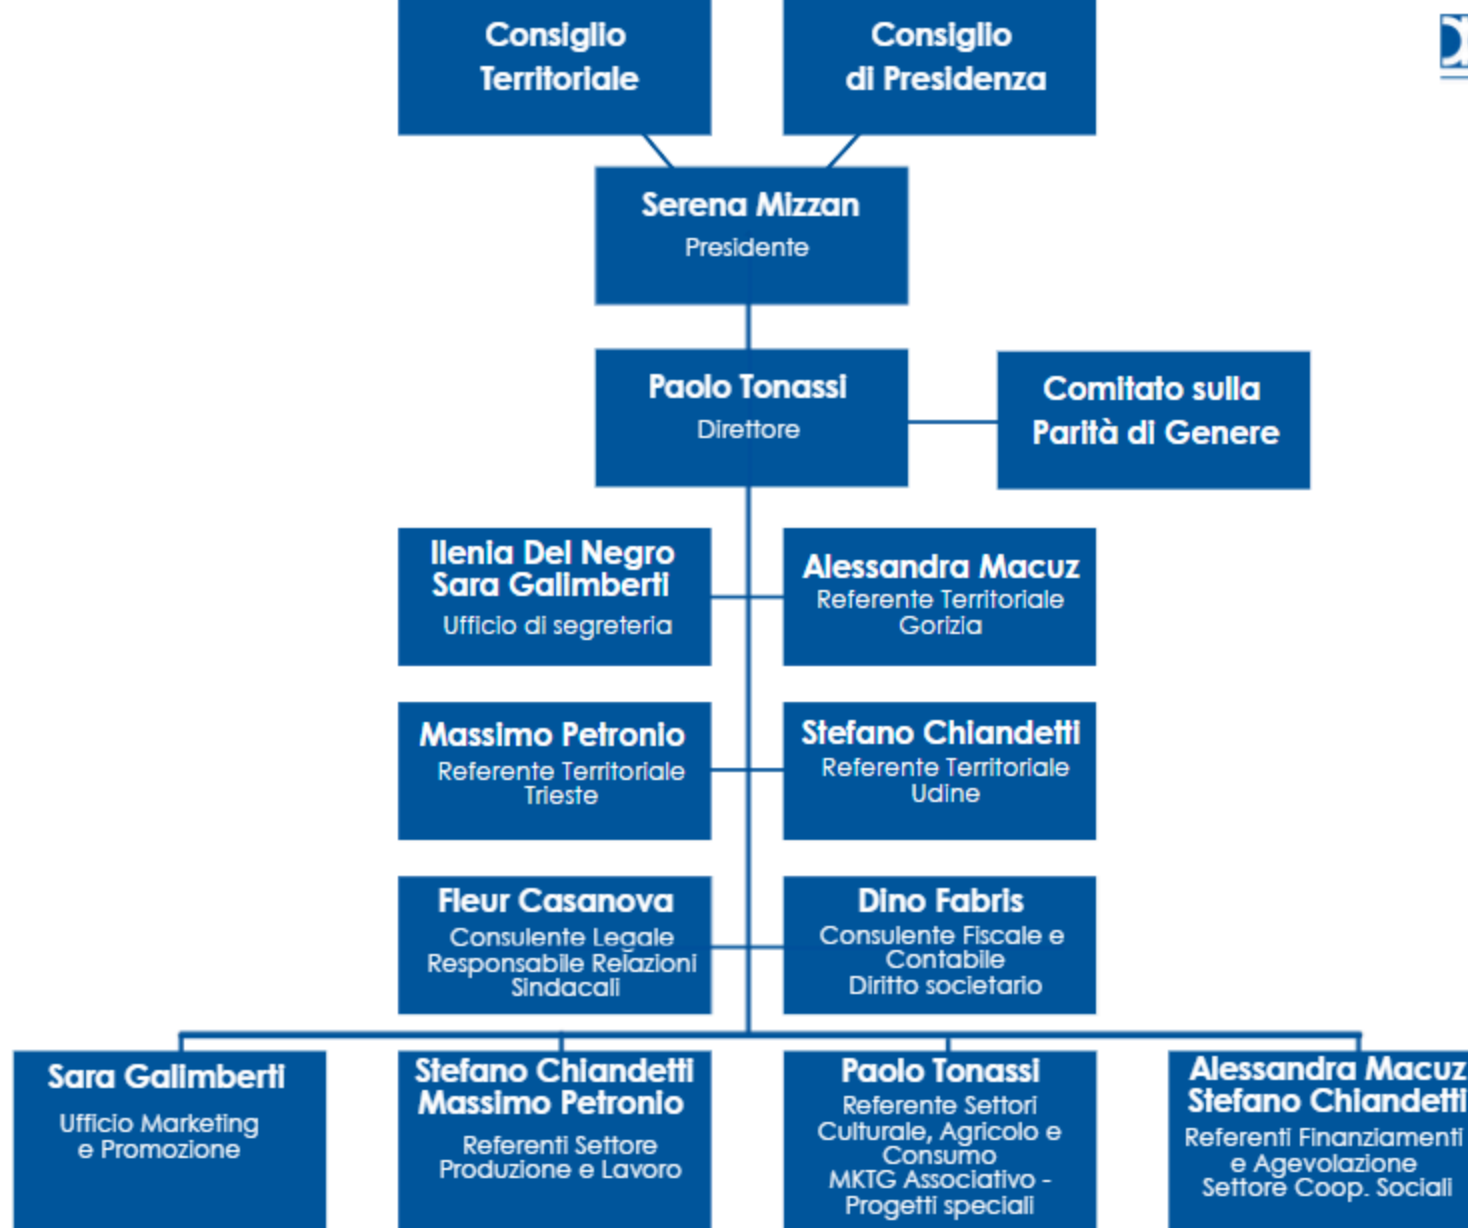 Consiglio
Territoriale
Consiglio
di Presidenza
Serena Mizzan
Presidente
Paolo Tonassi
Direttore
Comitato sulla
Parità di Genere
Ilenia Del Negro
Sara Galimberti
Ufficio di segreteria
Alessandra Macuz
Referente Territoriale
Gorizia
Massimo Petronio
Referente Territoriale
Trieste
Stefano Chiandetti
Referente Territoriale
Udine
Fleur Casanova
Consulente Legale
Responsabile Relazioni
Sindacali
Dino Fabris
Consulente Fiscale e
Contabile
Diritto societario
Sara Galimberti
Ufficio Marketing
e Promozione
Stefano Chiandetti
Massimo Petronio
Referenti Settore
Produzione e Lavoro
Paolo Tonassi
Referente Settori
Culturale, Agricolo e
Consumo
MKTG Associativo -
Progetti speciali
Alessandra Macuz
Stefano Chiandetti
Referenti Finanziamenti
e Agevolazione
Settore Coop. Sociali